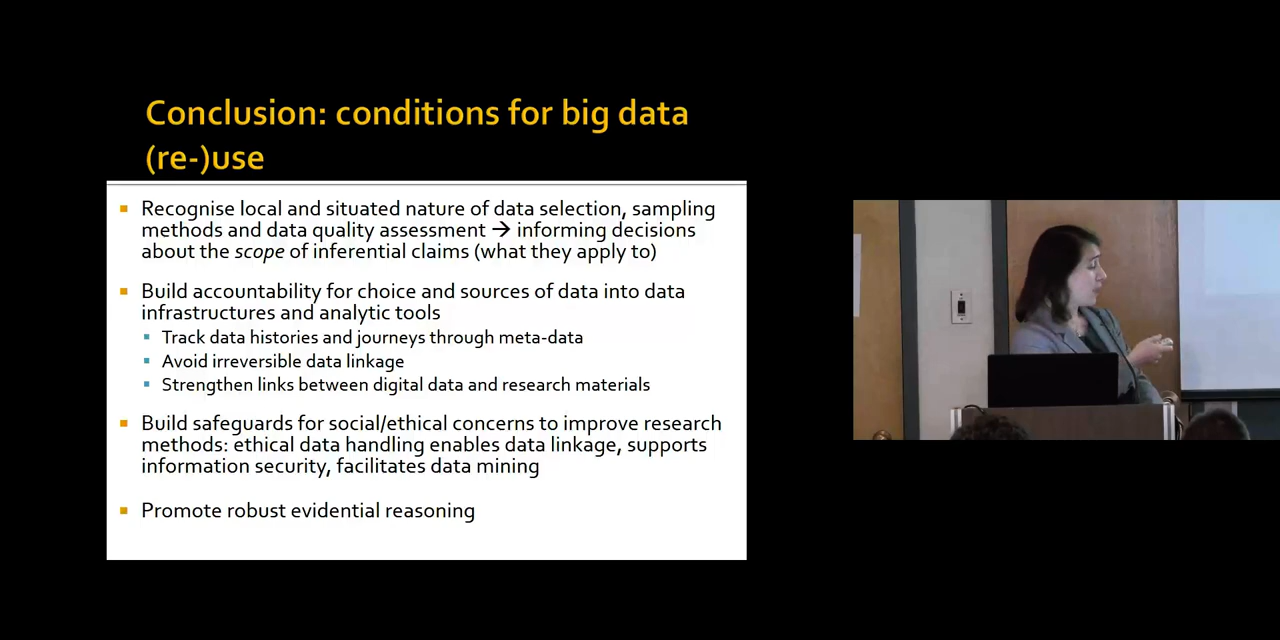 Conclusion: conditions for big data
(re-)use
Recognise local and situated nature of data selection, sampling
methods and data quality assessment → informing decisions
about the scope of inferential claims (what they apply to)
Build accountability for choice and sources of data into data
infrastructures and analytic tools
Track data histories and journeys through meta-data
Avoid irreversible data linkage
Strengthen links between digital data and research materials
Build safeguards for social/ethical concerns to improve research
methods: ethical data handling enables data linkage, supports
information security, facilitates data mining
Promote robust evidential reasoning